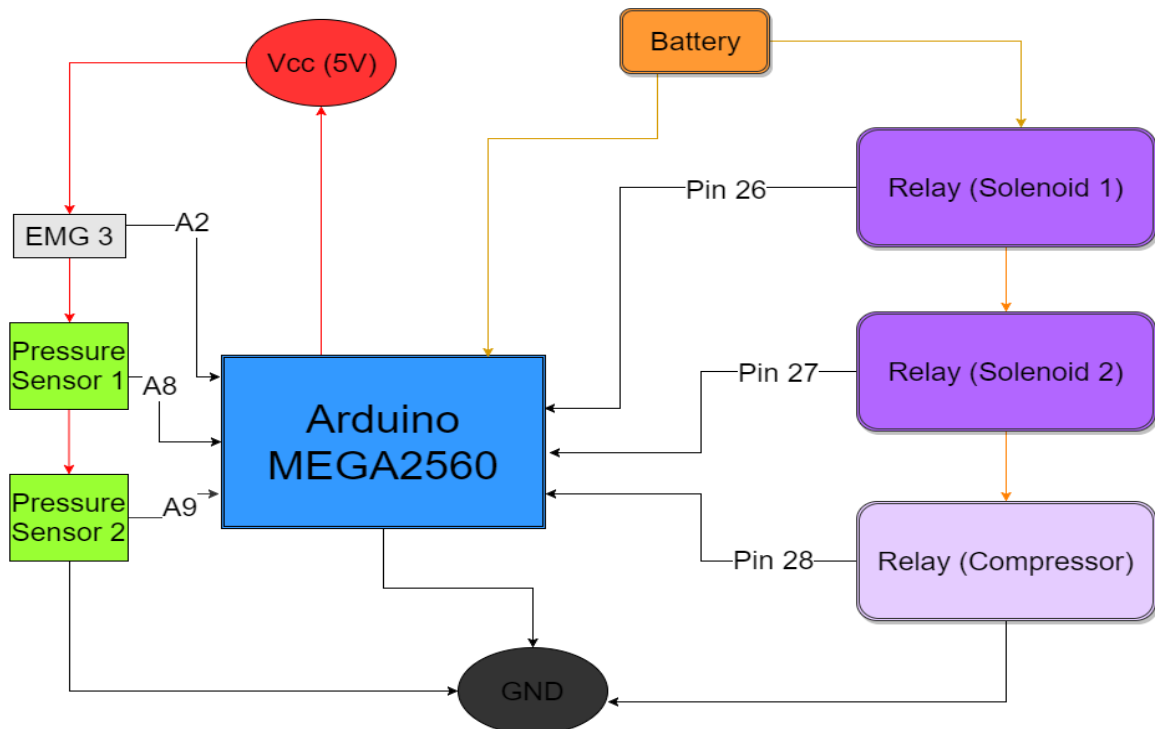 Vcc (5V)
Battery
Relay (Solenoid 1)
Pin 26
EMG 3
A2
Pressure
Sensor 1
A8
Arduino
MEGA2560
Pin 27
Relay (Solenoid 2)
Pressure
Sensor 2
A9
Pin 28
Relay (Compressor)
GND